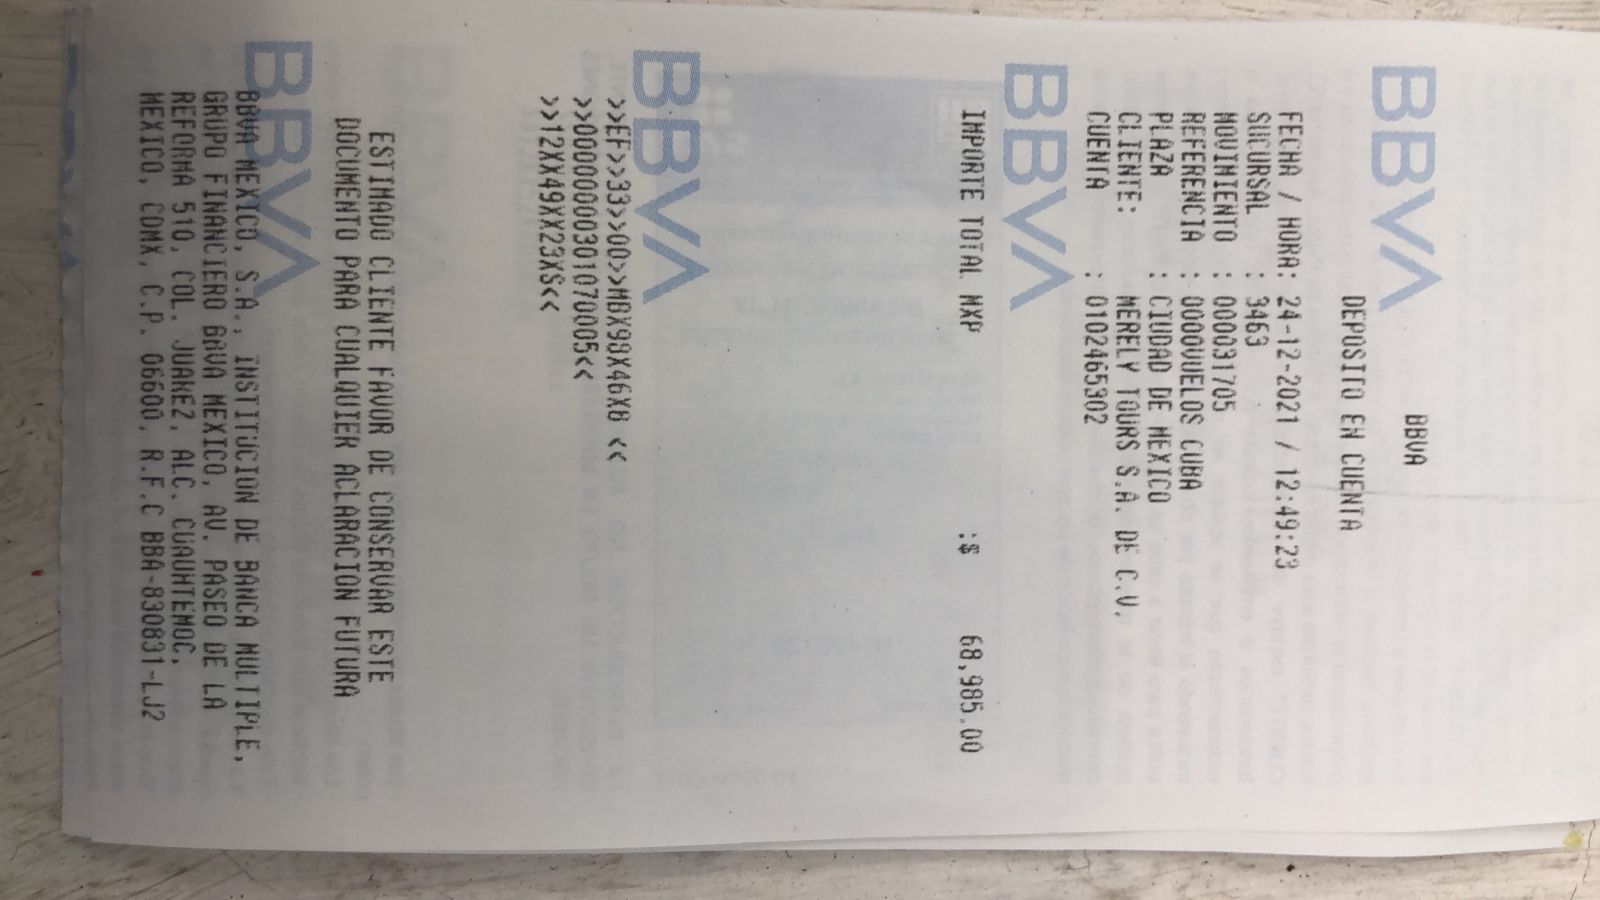 BBVA
BBVA
DEPOSITO EN CUENTA
FECHA / HORA: 24-12-2021 / 12:49:23
SUCURSAL : 3463
MOVIMIENTO : 000031705
REFERENCIA : 0000VUELOS CUBA
PLAZA : CIUDAD DE MEXICO
CLIENTE: MERELY TOURS S.A. DE C.V.
CUENTA : 0102465302
BBVA
IMPORTE TOTAL MXP :$ 68,985.00
BBVA
>>EF>>33>>00>>MBX98X46X8 <<
>>00000000301070005<<
>>12XX49XX23XS<<
ESTIMADO CLIENTE FAVOR DE CONSERVAR ESTE
DOCUMENTO PARA CUALQUIER ACLARACION FUTURA
BBVA
BBVA MEXICO, S.A., INSTITUCION DE BANCA MULTIPLE,
GRUPO FINANCIERO BBVA MEXICO, AV. PASEO DE LA
REFORMA 510, COL. JUAREZ, ALC. CUAUHTEMOC,
MEXICO, CDMX, C.P. 06600, R.F.C BBA-830831-LJ2